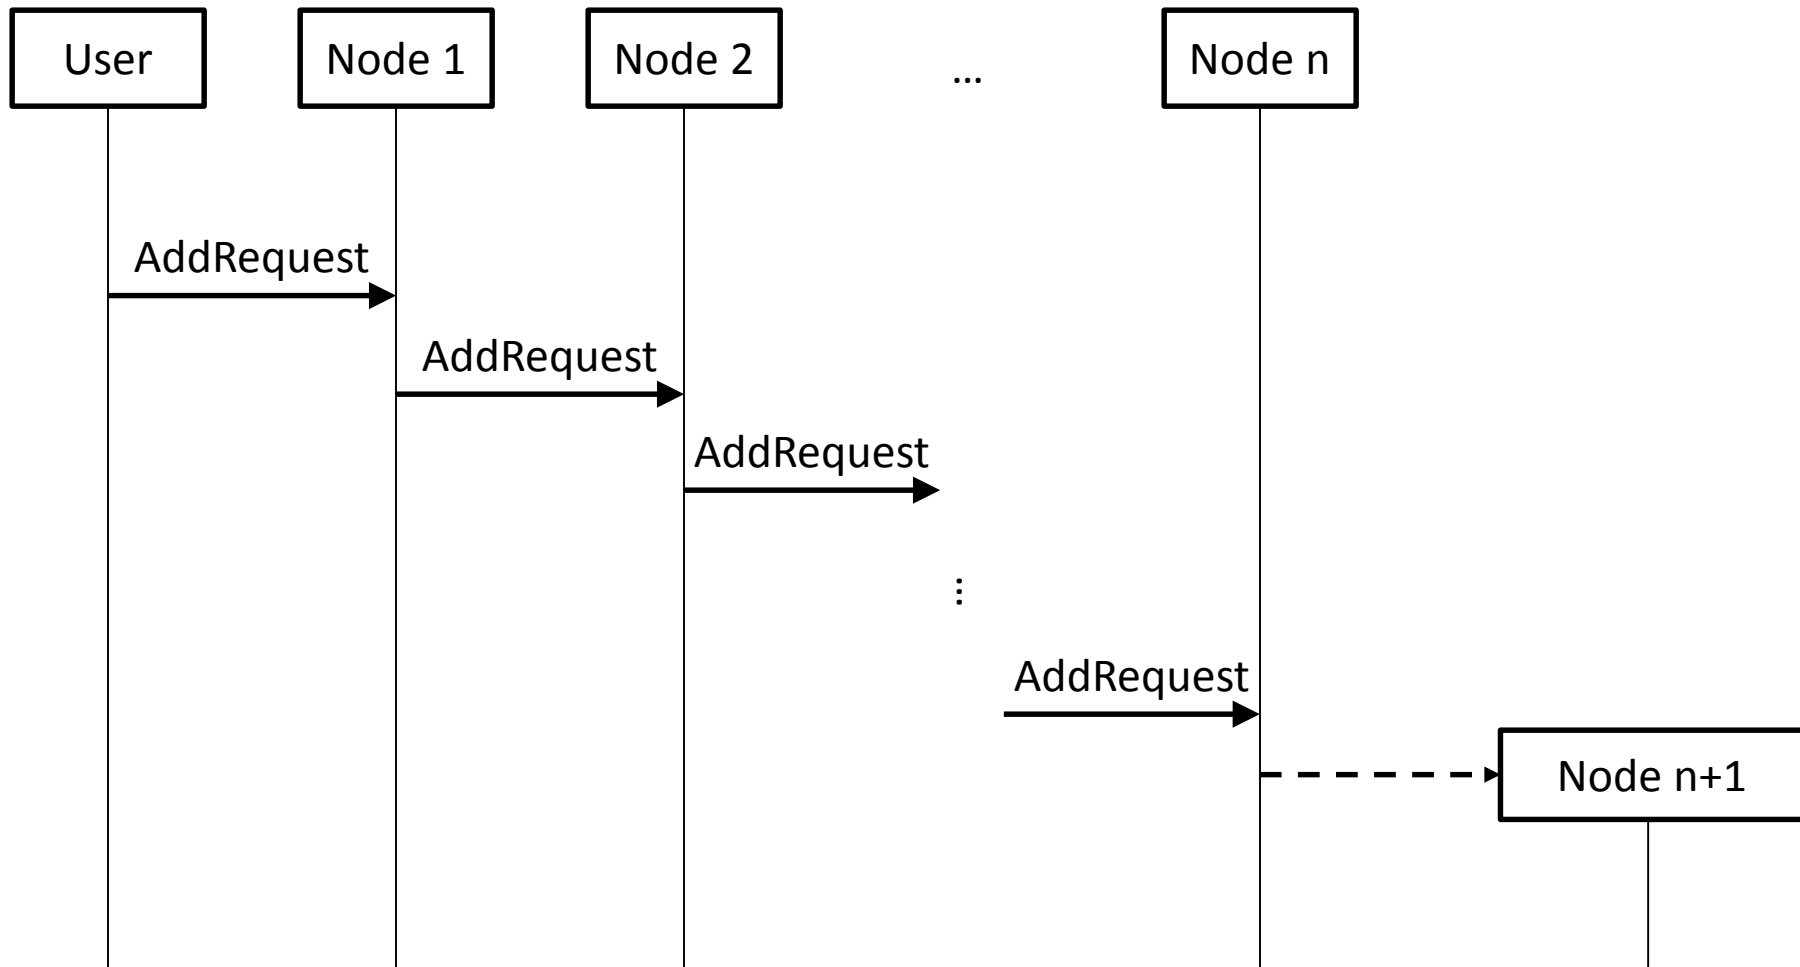 User
Node 1
Node 2
...
Node n
AddRequest
AddRequest
AddRequest
...
AddRequest
Node n+1